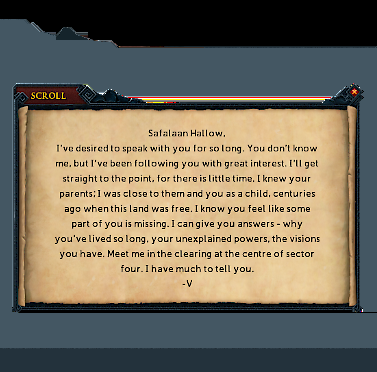 SCROLL
Safalaan Hallow,
I've desired to speak with you for so long. You don't know
me, but I've been following you with great interest. I'll get
straight to the point, for there is little time. I knew your
parents; I was close to them and you as a child, centuries
ago when this land was free. I know you feel like some
part of you is missing. I can give you answers - why
you've lived so long, your unexplained powers, the visions
you have. Meet me in the clearing at the centre of sector
four. I have much to tell you.
-V